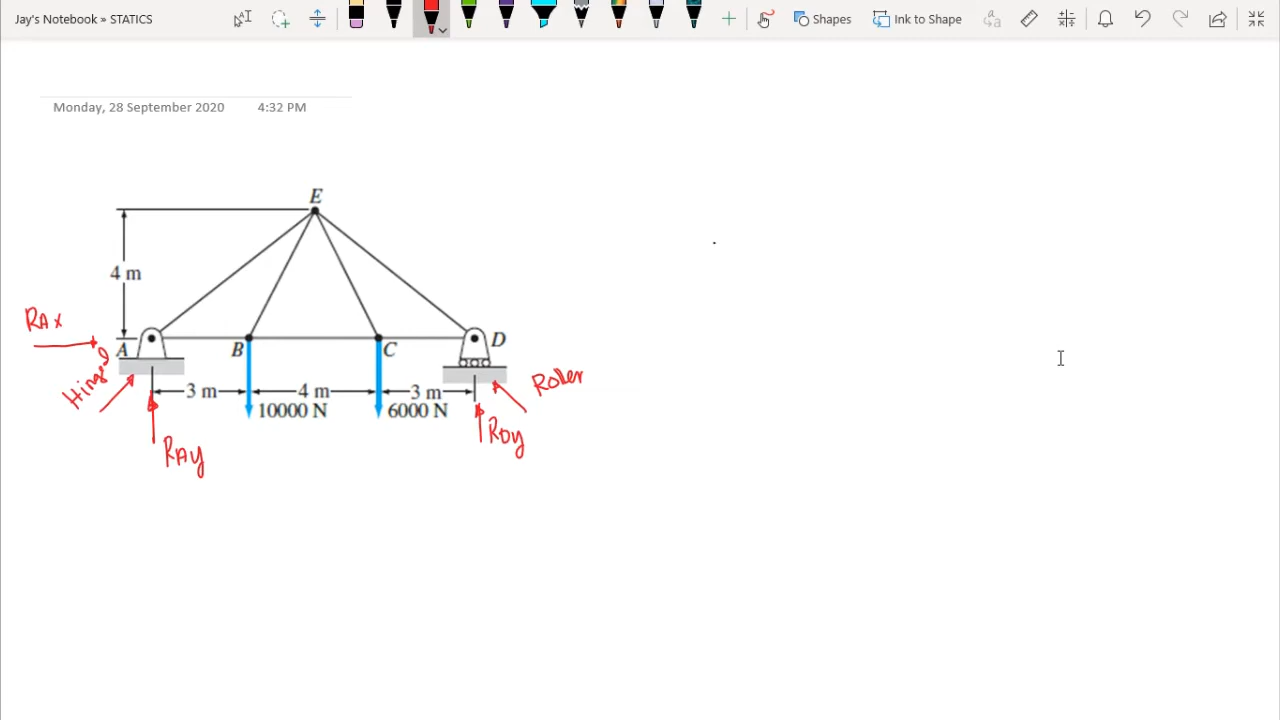 Jay's Notebook » STATICS
Shapes
Ink to Shape
Monday, 28 September 2020 4:32 PM
E
4 m
RAx
A
B
C
D
Hinged
3 m
4 m
3 m
Roller
10000 N
6000 N
RAy
RDy